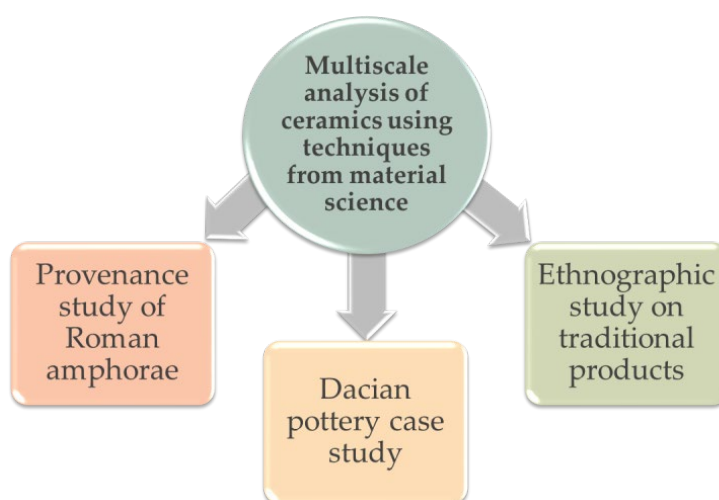 Multiscale
analysis of
ceramics using
techniques
from material
science
Provenance
study of
Roman
amphorae
Dacian
pottery case
study
Ethnographic
study on
traditional
products